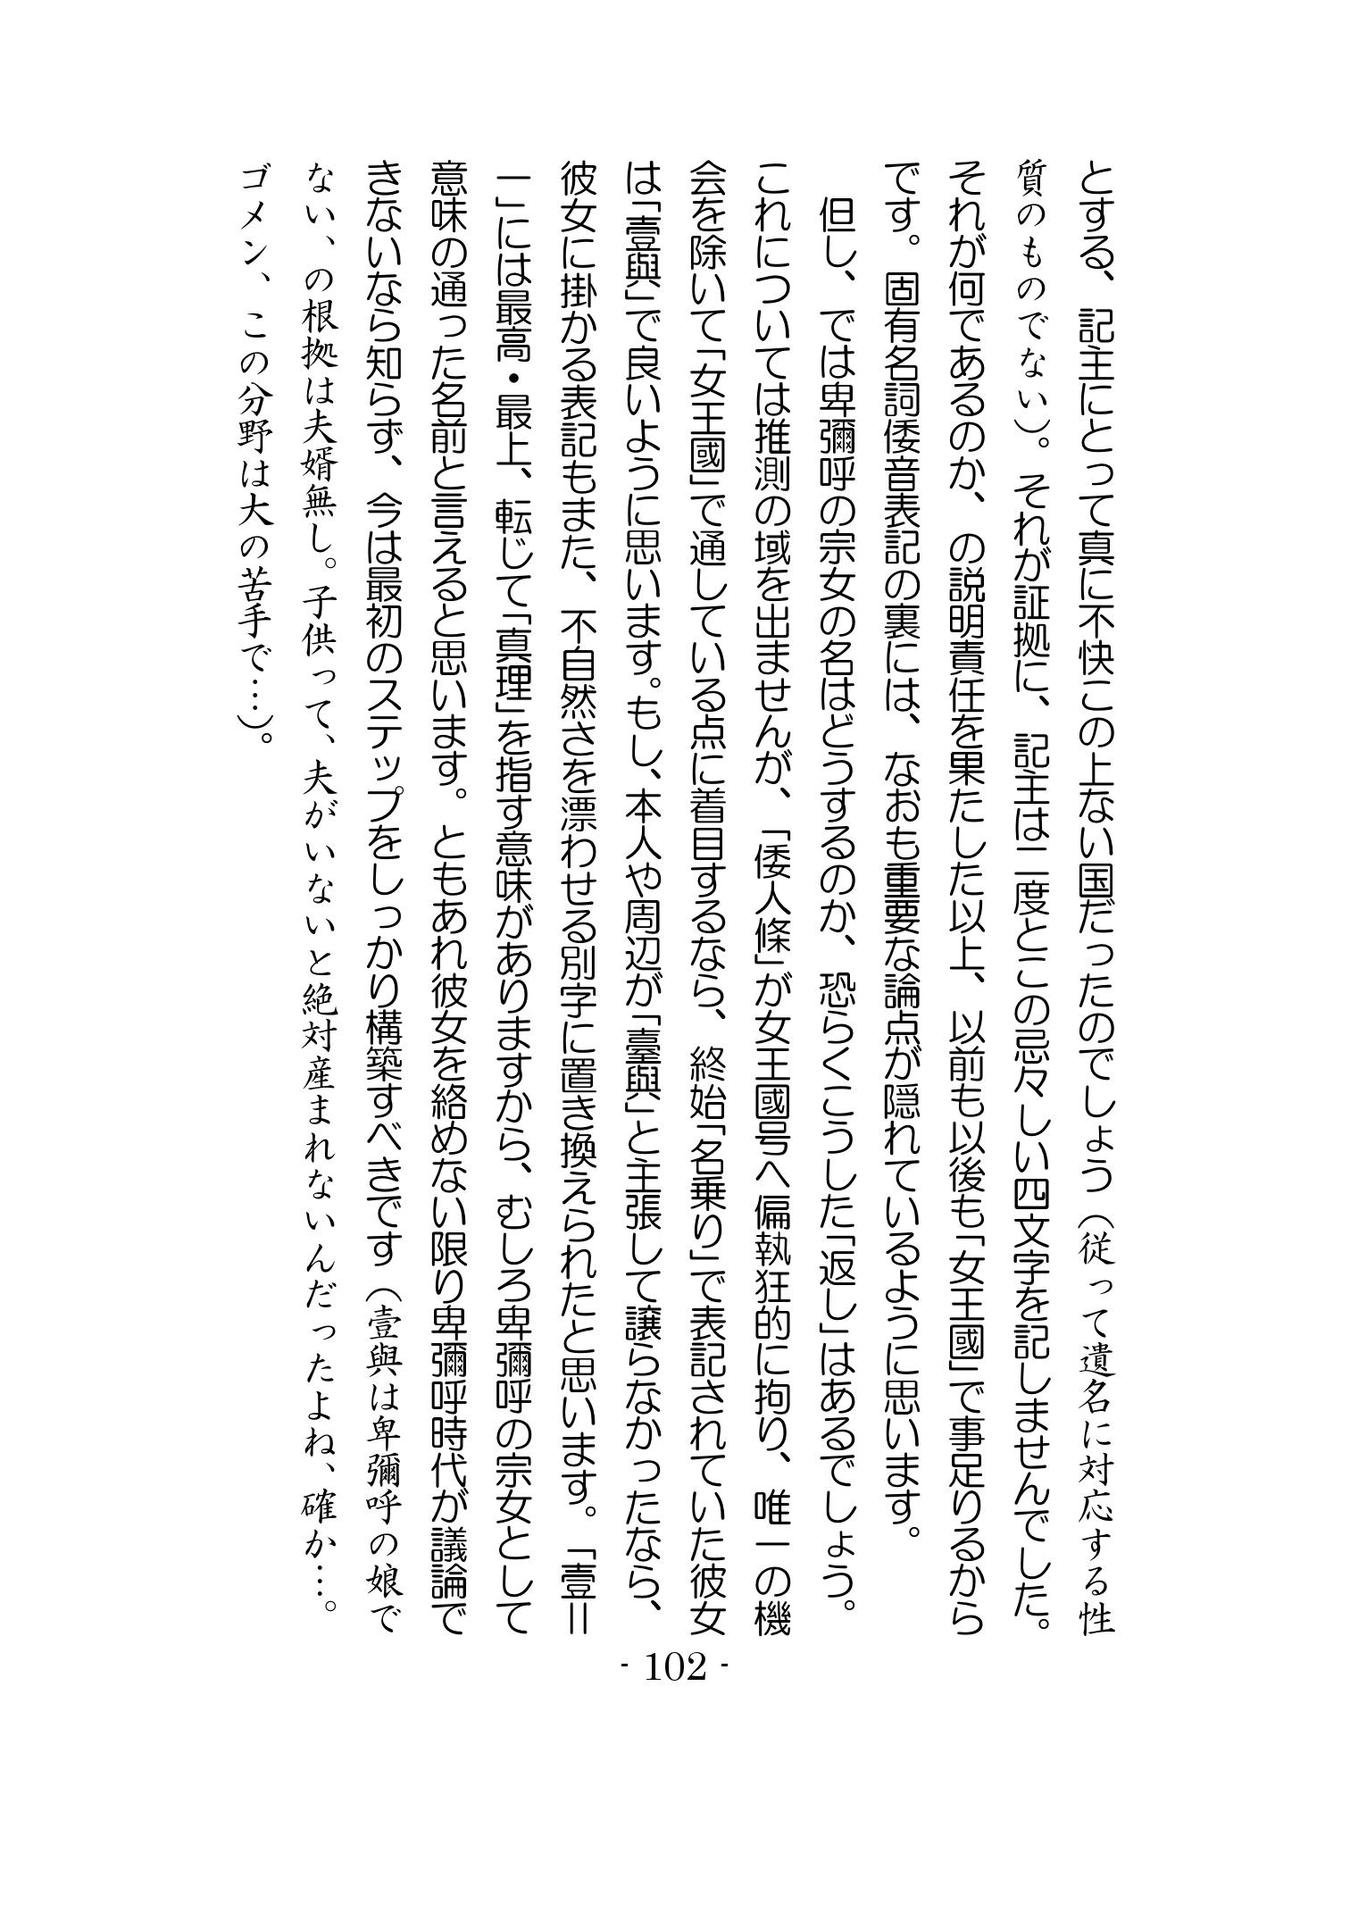 とする、記主にとって真に不快この上ない国だったのでしょう（従って遺名に対応する性
質のものでない）。それが証拠に、記主は二度とこの忌々しい四文字を記しませんでした。
それが何であるのか、の説明責任を果たした以上、以前も以後も「女王國」で事足りるから
です。固有名詞倭音表記の裏には、なおも重要な論点が隠れているように思います。
　但し、では卑彌呼の宗女の名はどうするのか、恐らくこうした「返し」はあるでしょう。
これについては推測の域を出ませんが、「倭人條」が女王國号へ偏執狂的に拘り、唯一の機
会を除いて「女王國」で通している点に着目するなら、終始「名乗り」で表記されていた彼女
は「壹與」で良いように思います。もし、本人や周辺が「臺與」と主張して譲らなかったなら、
彼女に掛かる表記もまた、不自然さを漂わせる別字に置き換えられたと思います。「壹＝
一」には最高・最上、転じて「真理」を指す意味がありますから、むしろ卑彌呼の宗女として
意味の通った名前と言えると思います。ともあれ彼女を絡めない限り卑彌呼時代が議論で
きないなら知らず、今は最初のステップをしっかり構築すべきです（壹與は卑彌呼の娘で
ない、の根拠は夫婿無し。子供って、夫がいないと絶対産まれないんだったよね、確か…。
ゴメン、この分野は大の苦手で…）。
- 102 -